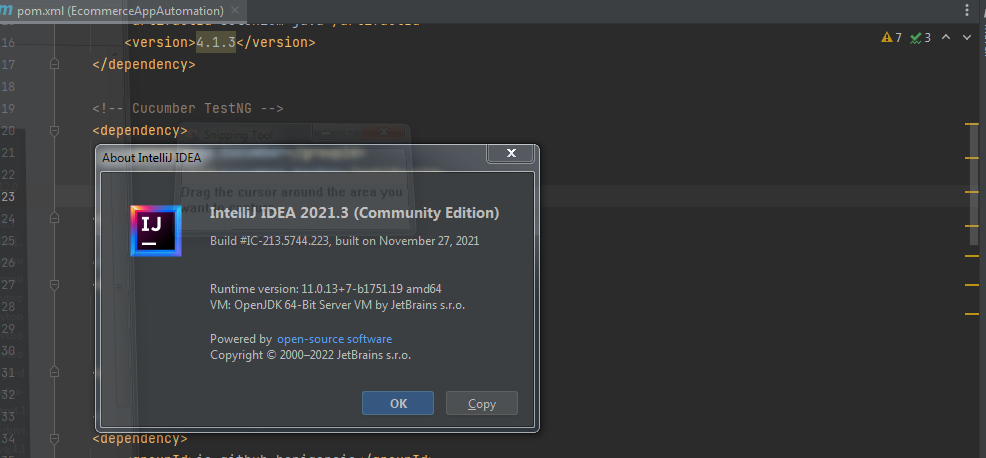 pom.xml (EcommerceAppAutomation)
16 <version>4.1.3</version>
7 3
17 </dependency>
18
19 <!-- Cucumber TestNG -->
20 <dependency>
Snipping Tool
21
About IntelliJ IDEA
22
Drag the cursor around the area you
23
want to
IJ
IntelliJ IDEA 2021.3 (Community Edition)
24
Build #IC-213.5744.223, built on November 27, 2021
25
26
27
Runtime version: 11.0.13+7-b1751.19 amd64
28
VM: OpenJDK 64-Bit Server VM by JetBrains s.r.o.
29
Powered by open-source software
30
Copyright © 2000–2022 JetBrains s.r.o.
31
32
OK Copy
33
34 <dependency>